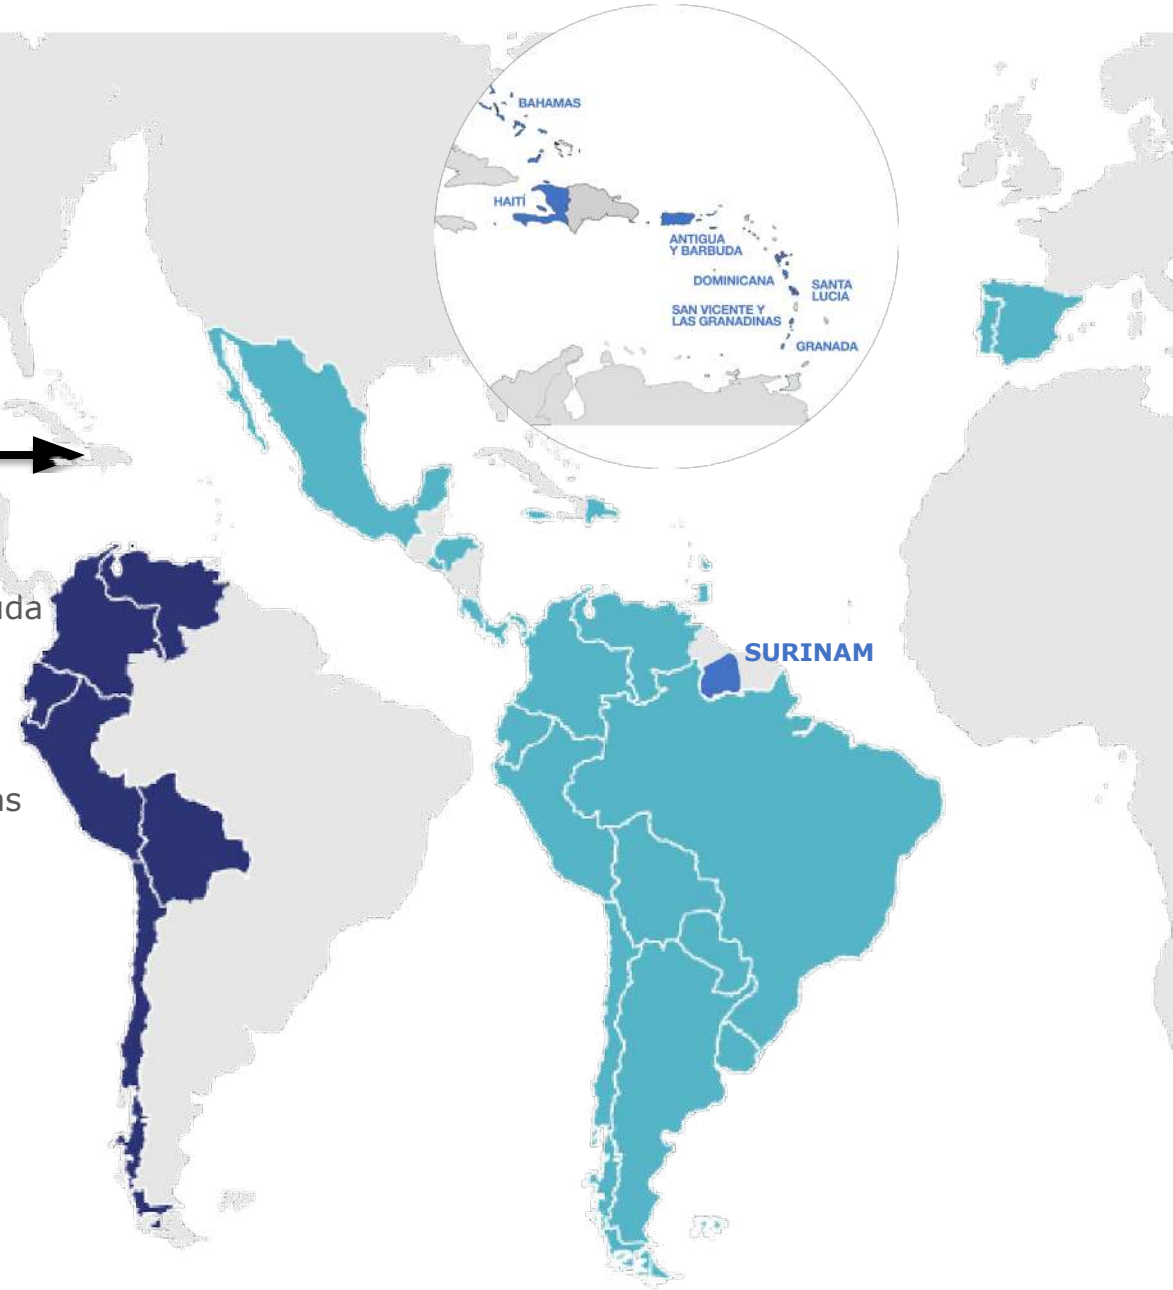 BAHAMAS
HAITÍ
ANTIGUA
Y BARBUDA
DOMINICANA
SANTA
LUCIA
SAN VICENTE Y
LAS GRANADINAS
GRANADA
SURINAM